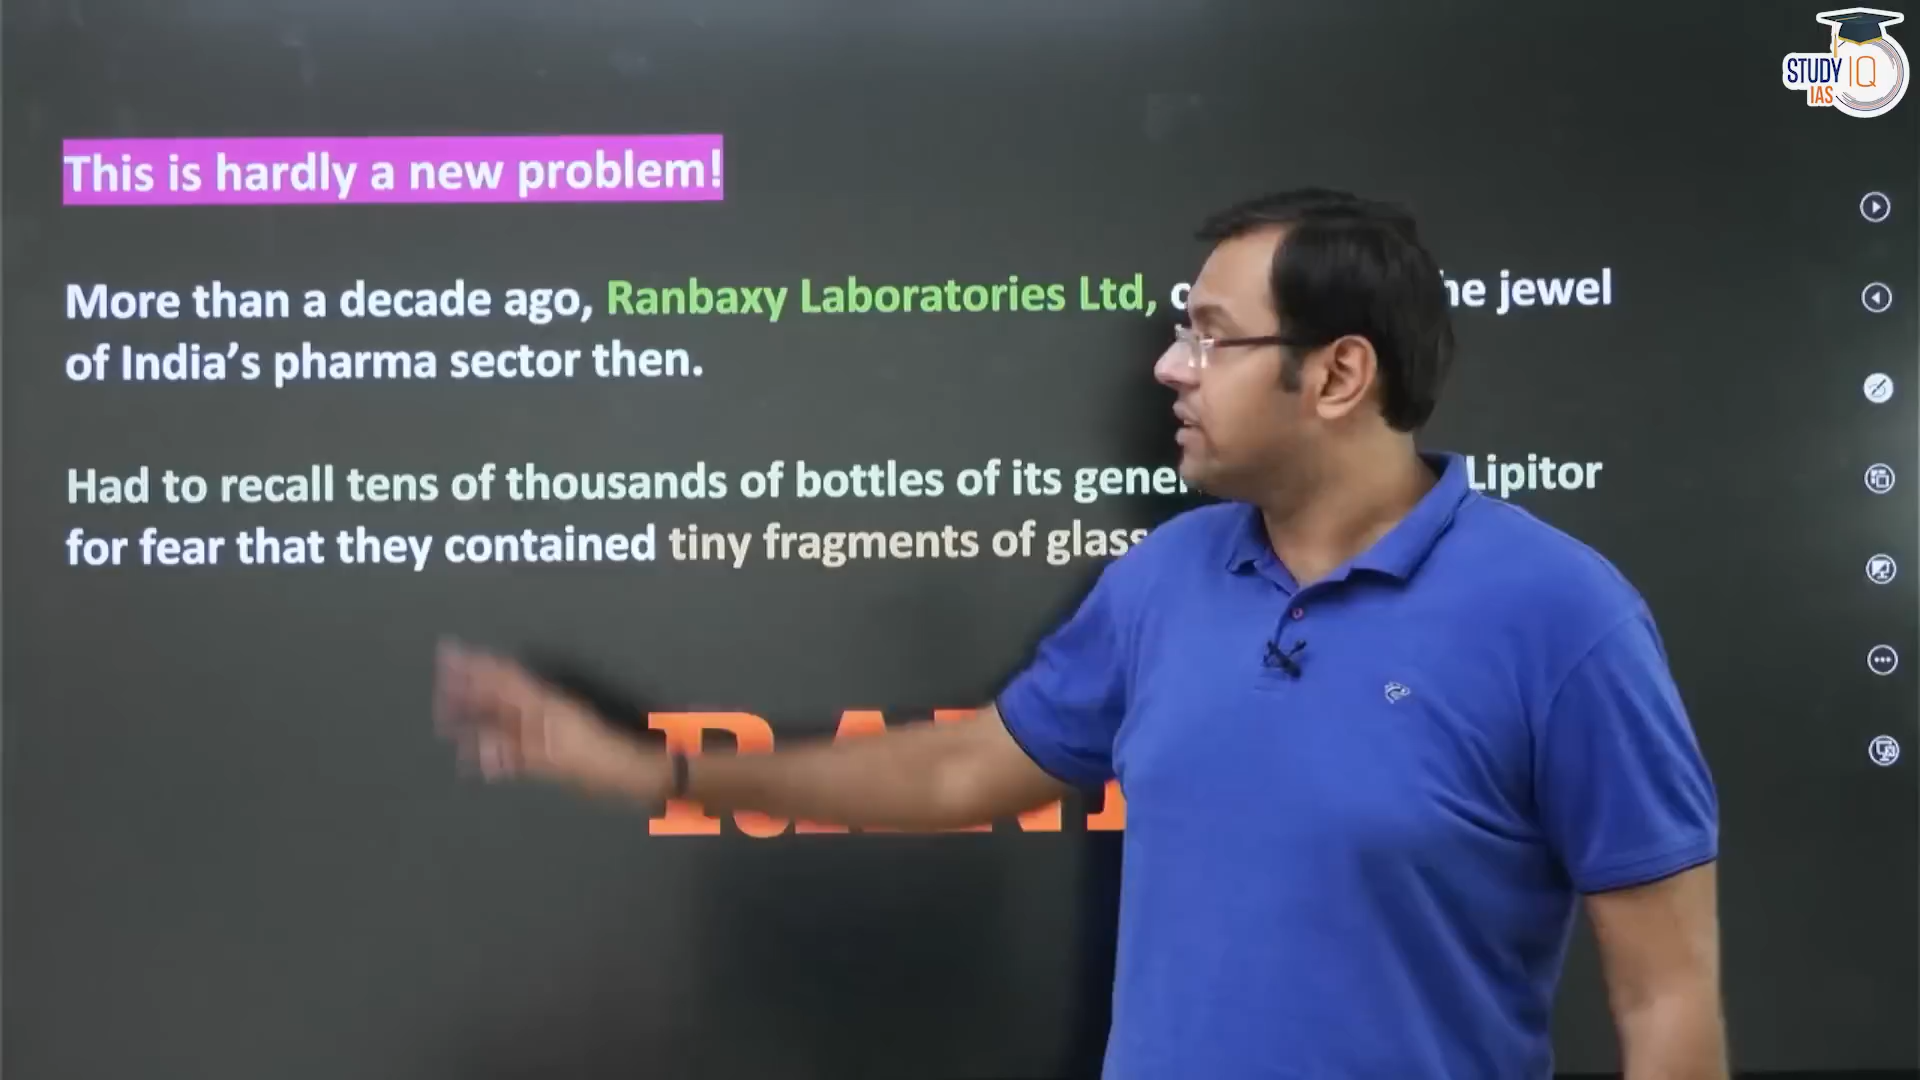 STUDY IQ
IAS
This is hardly a new problem!
More than a decade ago, Ranbaxy Laboratories Ltd, jewel
of India’s pharma sector then.
Had to recall tens of thousands of bottles of its Lipitor
for fear that they contained tiny fragments of glass